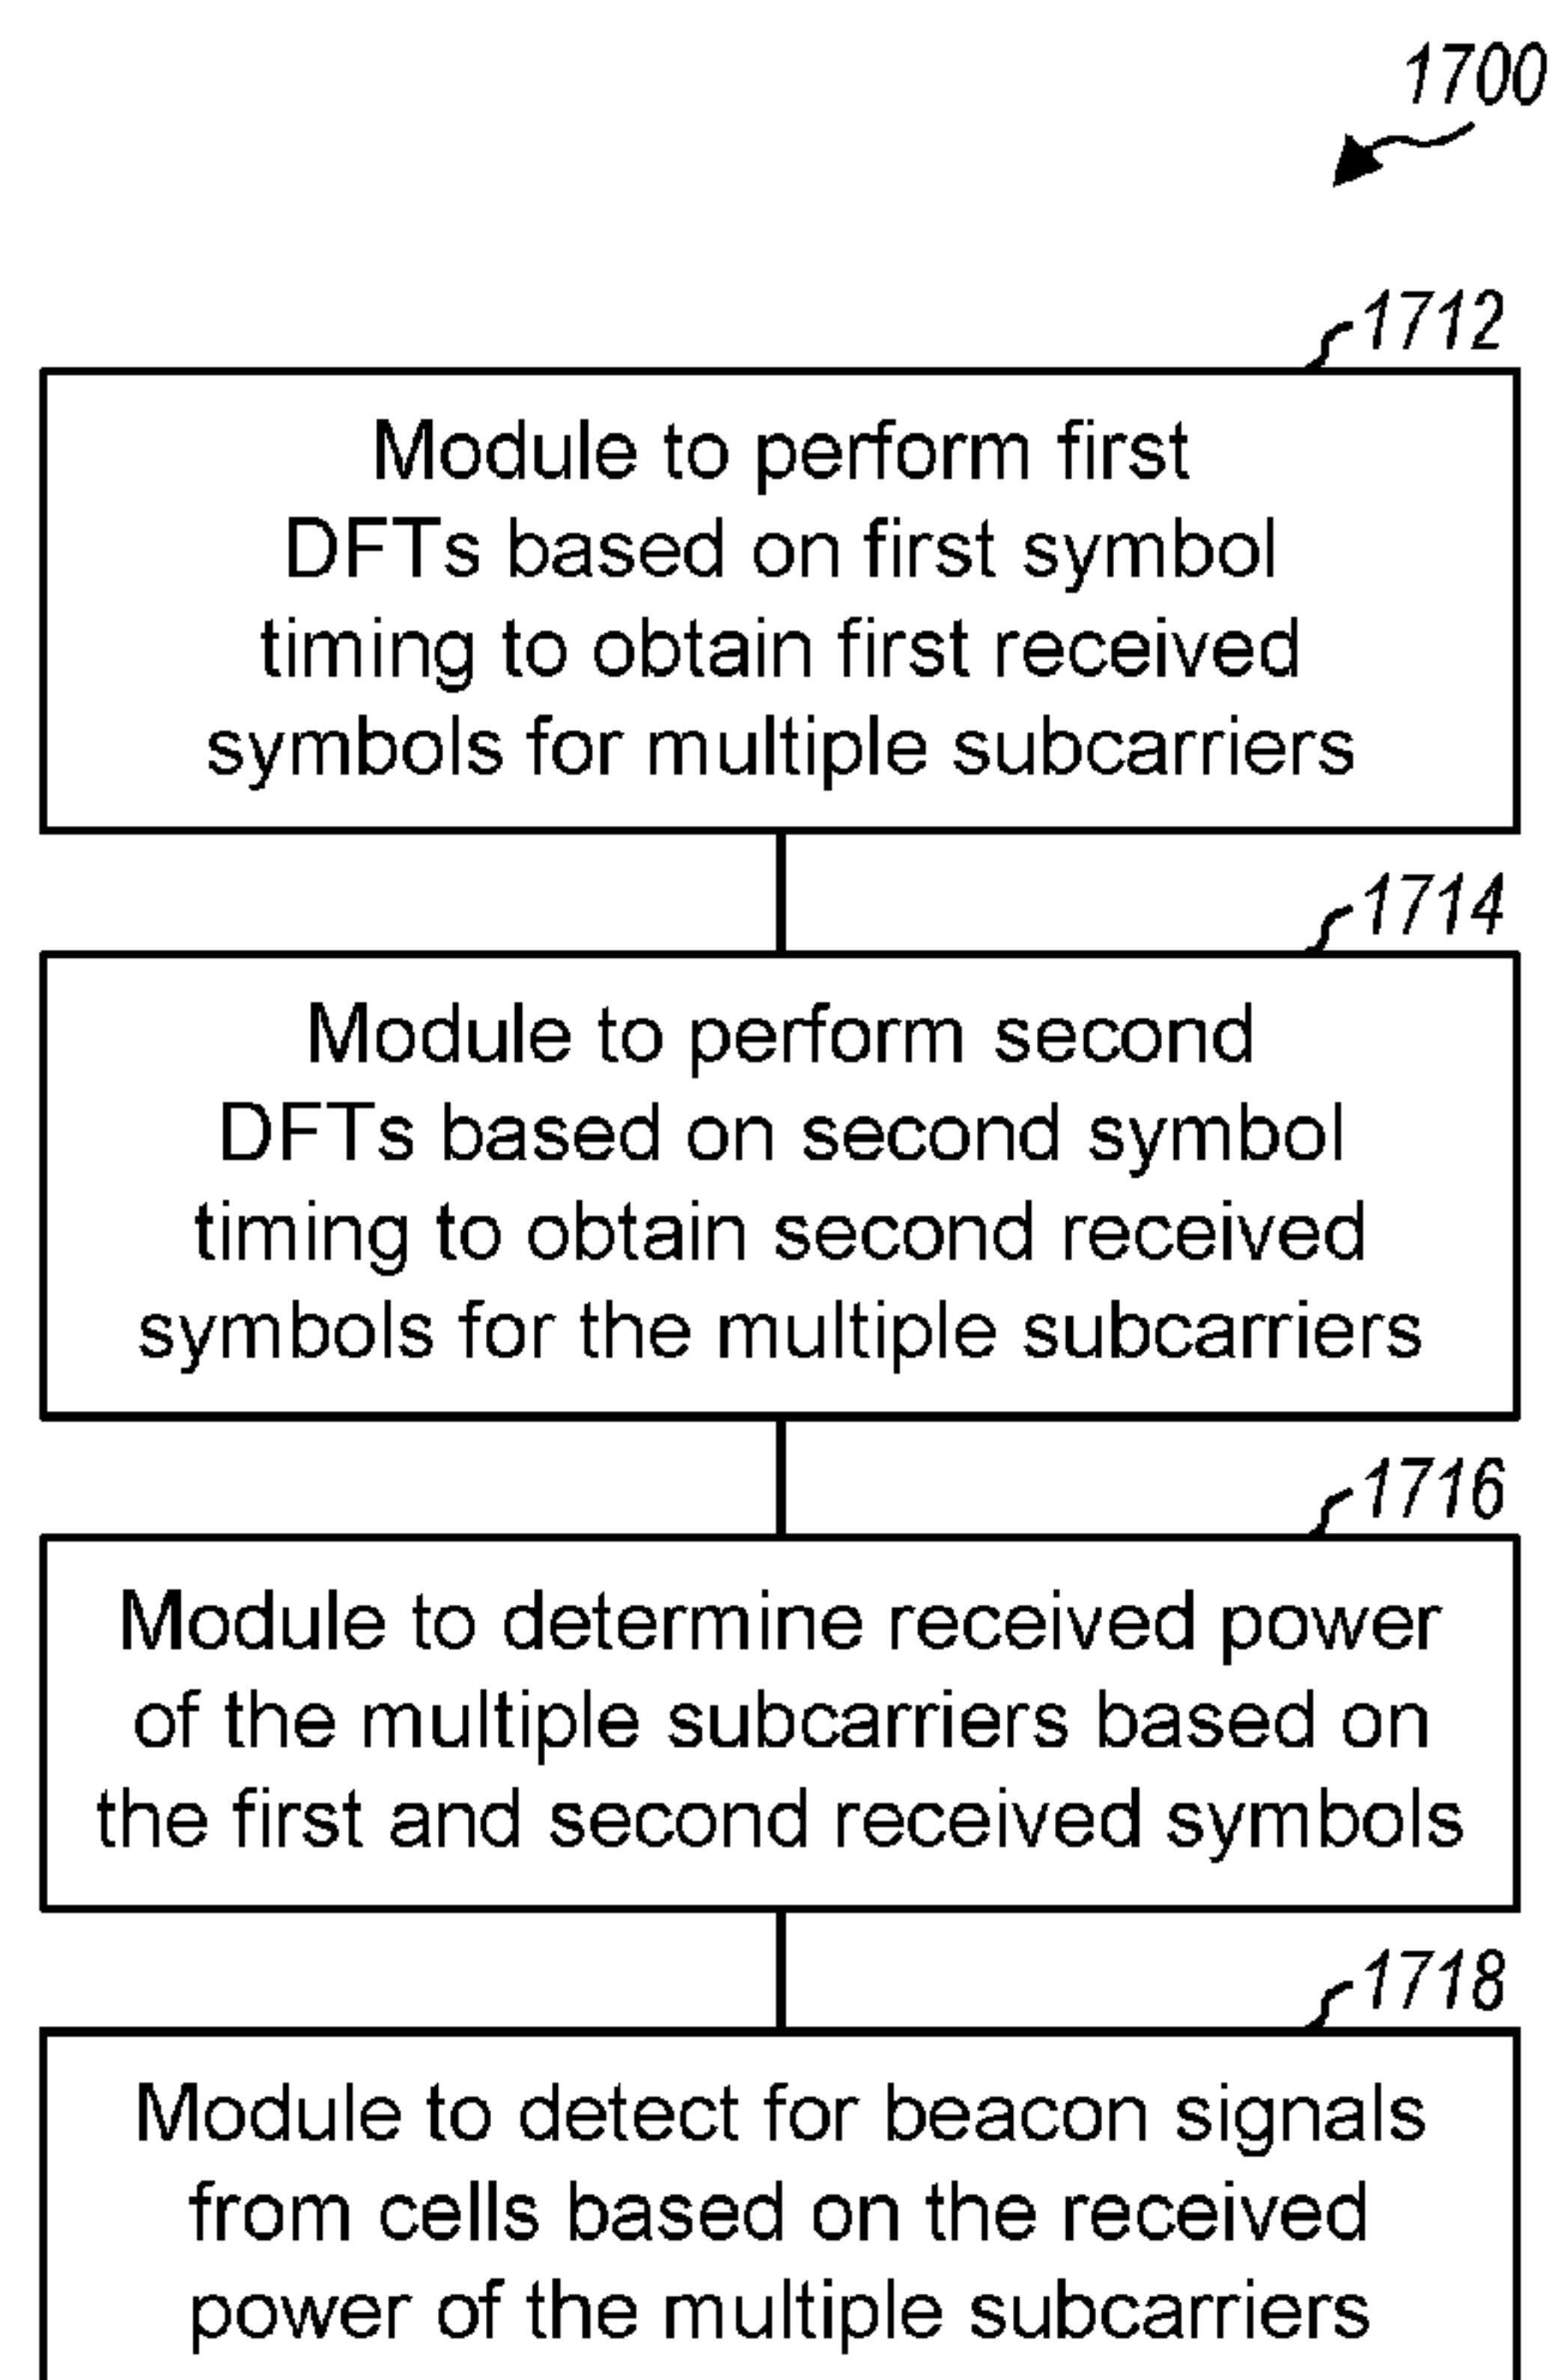 1700
1712
Module to perform first
DFTs based on first symbol
timing to obtain first received
symbols for multiple subcarriers
1714
Module to perform second
DFTs based on second symbol
timing to obtain second received
symbols for the multiple subcarriers
1716
Module to determine received power
of the multiple subcarriers based on
the first and second received symbols
1718
Module to detect for beacon signals
from cells based on the received
power of the multiple subcarriers